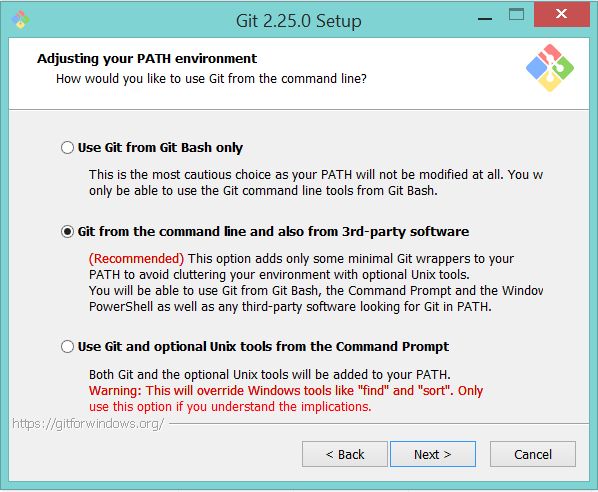 Git 2.25.0 Setup
Adjusting your PATH environment
How would you like to use Git from the command line?
Use Git from Git Bash only
This is the most cautious choice as your PATH will not be modified at all. You w
only be able to use the Git command line tools from Git Bash.
Git from the command line and also from 3rd-party software
(Recommended) This option adds only some minimal Git wrappers to your
PATH to avoid cluttering your environment with optional Unix tools.
You will be able to use Git from Git Bash, the Command Prompt and the Window
PowerShell as well as any third-party software looking for Git in PATH.
Use Git and optional Unix tools from the Command Prompt
Both Git and the optional Unix tools will be added to your PATH.
Warning: This will override Windows tools like "find" and "sort". Only
use this option if you understand the implications.
https://gitforwindows.org/
< Back
Next >
Cancel